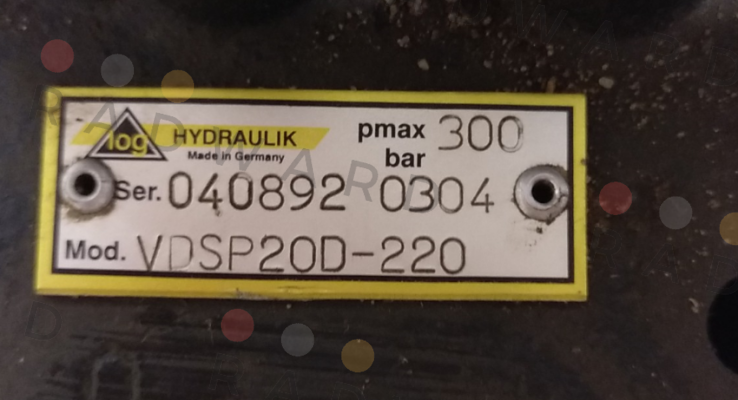 log HYDRAULIK pmax 300
Made in Germany bar
Ser. 040892 0304
Mod. VDSP20D-220